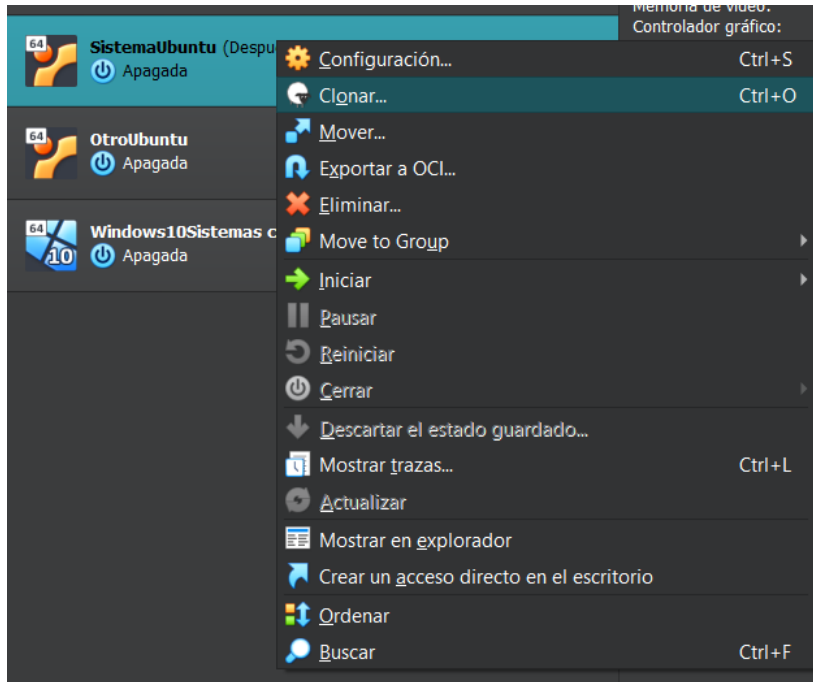 Memoria de vídeo:
Controlador gráfico:
64
SistemaUbuntu (Despu
Apagada
64
OtroUbuntu
Apagada
64
10
Windows10Sistemas c
Apagada
Configuración... Ctrl+S
Clonar... Ctrl+O
Mover...
Exportar a OCI...
Eliminar...
Move to Group
Iniciar
Pausar
Reiniciar
Cerrar
Descartar el estado guardado...
Mostrar trazas... Ctrl+L
Actualizar
Mostrar en explorador
Crear un acceso directo en el escritorio
Ordenar
Buscar Ctrl+F